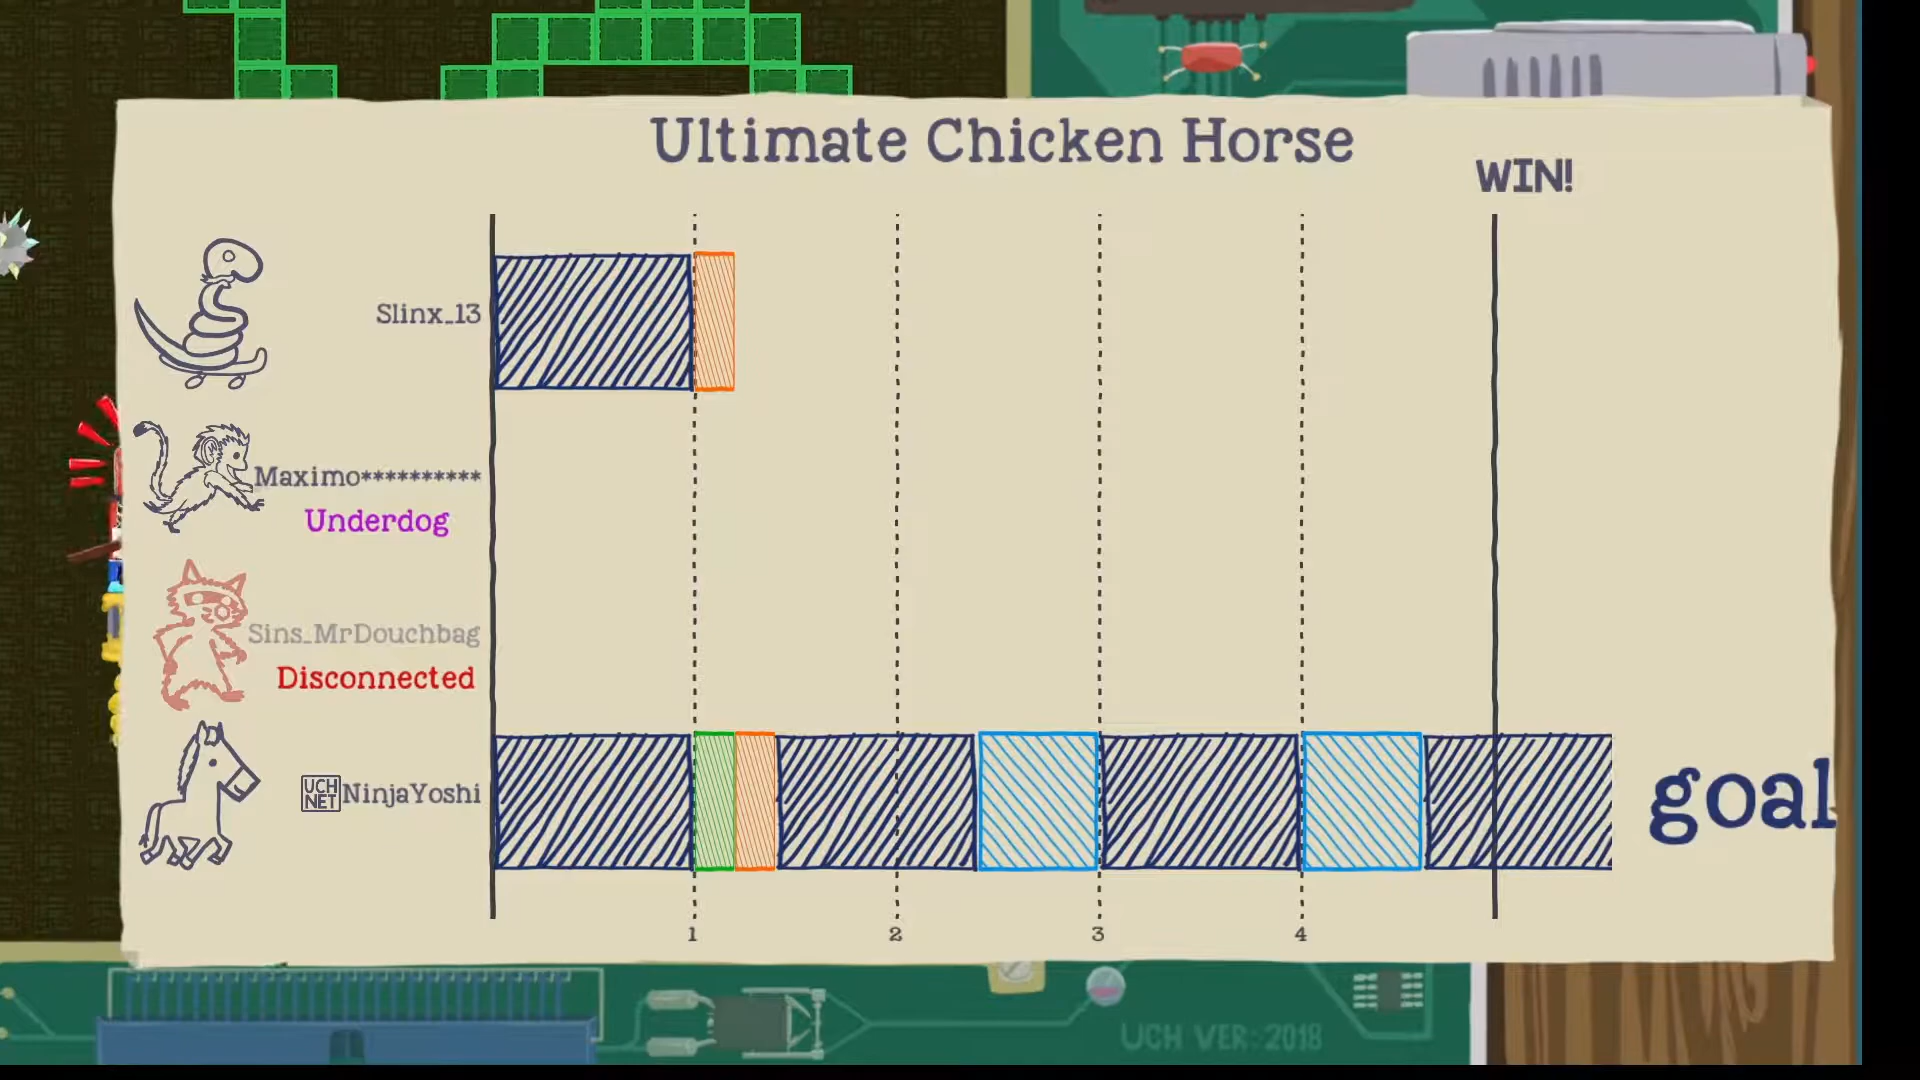 Ultimate Chicken Horse
WIN!
Slinx_13
Maximo**********
Underdog
Sins_MrDouchbag
Disconnected
UCH
NET
NinjaYoshi
goal
1 2 3 4
UCH VER:2018